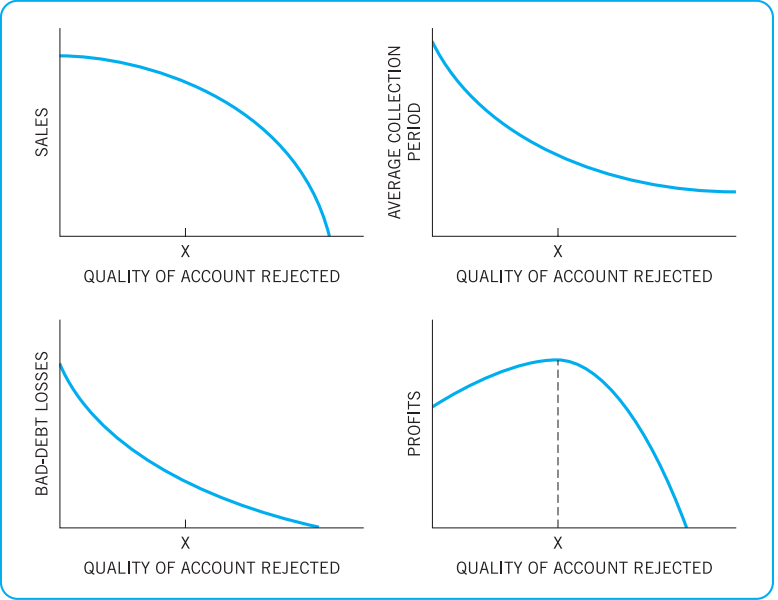 SALES
X
QUALITY OF ACCOUNT REJECTED
AVERAGE COLLECTION
PERIOD
X
QUALITY OF ACCOUNT REJECTED
BAD-DEBT LOSSES
X
QUALITY OF ACCOUNT REJECTED
PROFITS
X
QUALITY OF ACCOUNT REJECTED